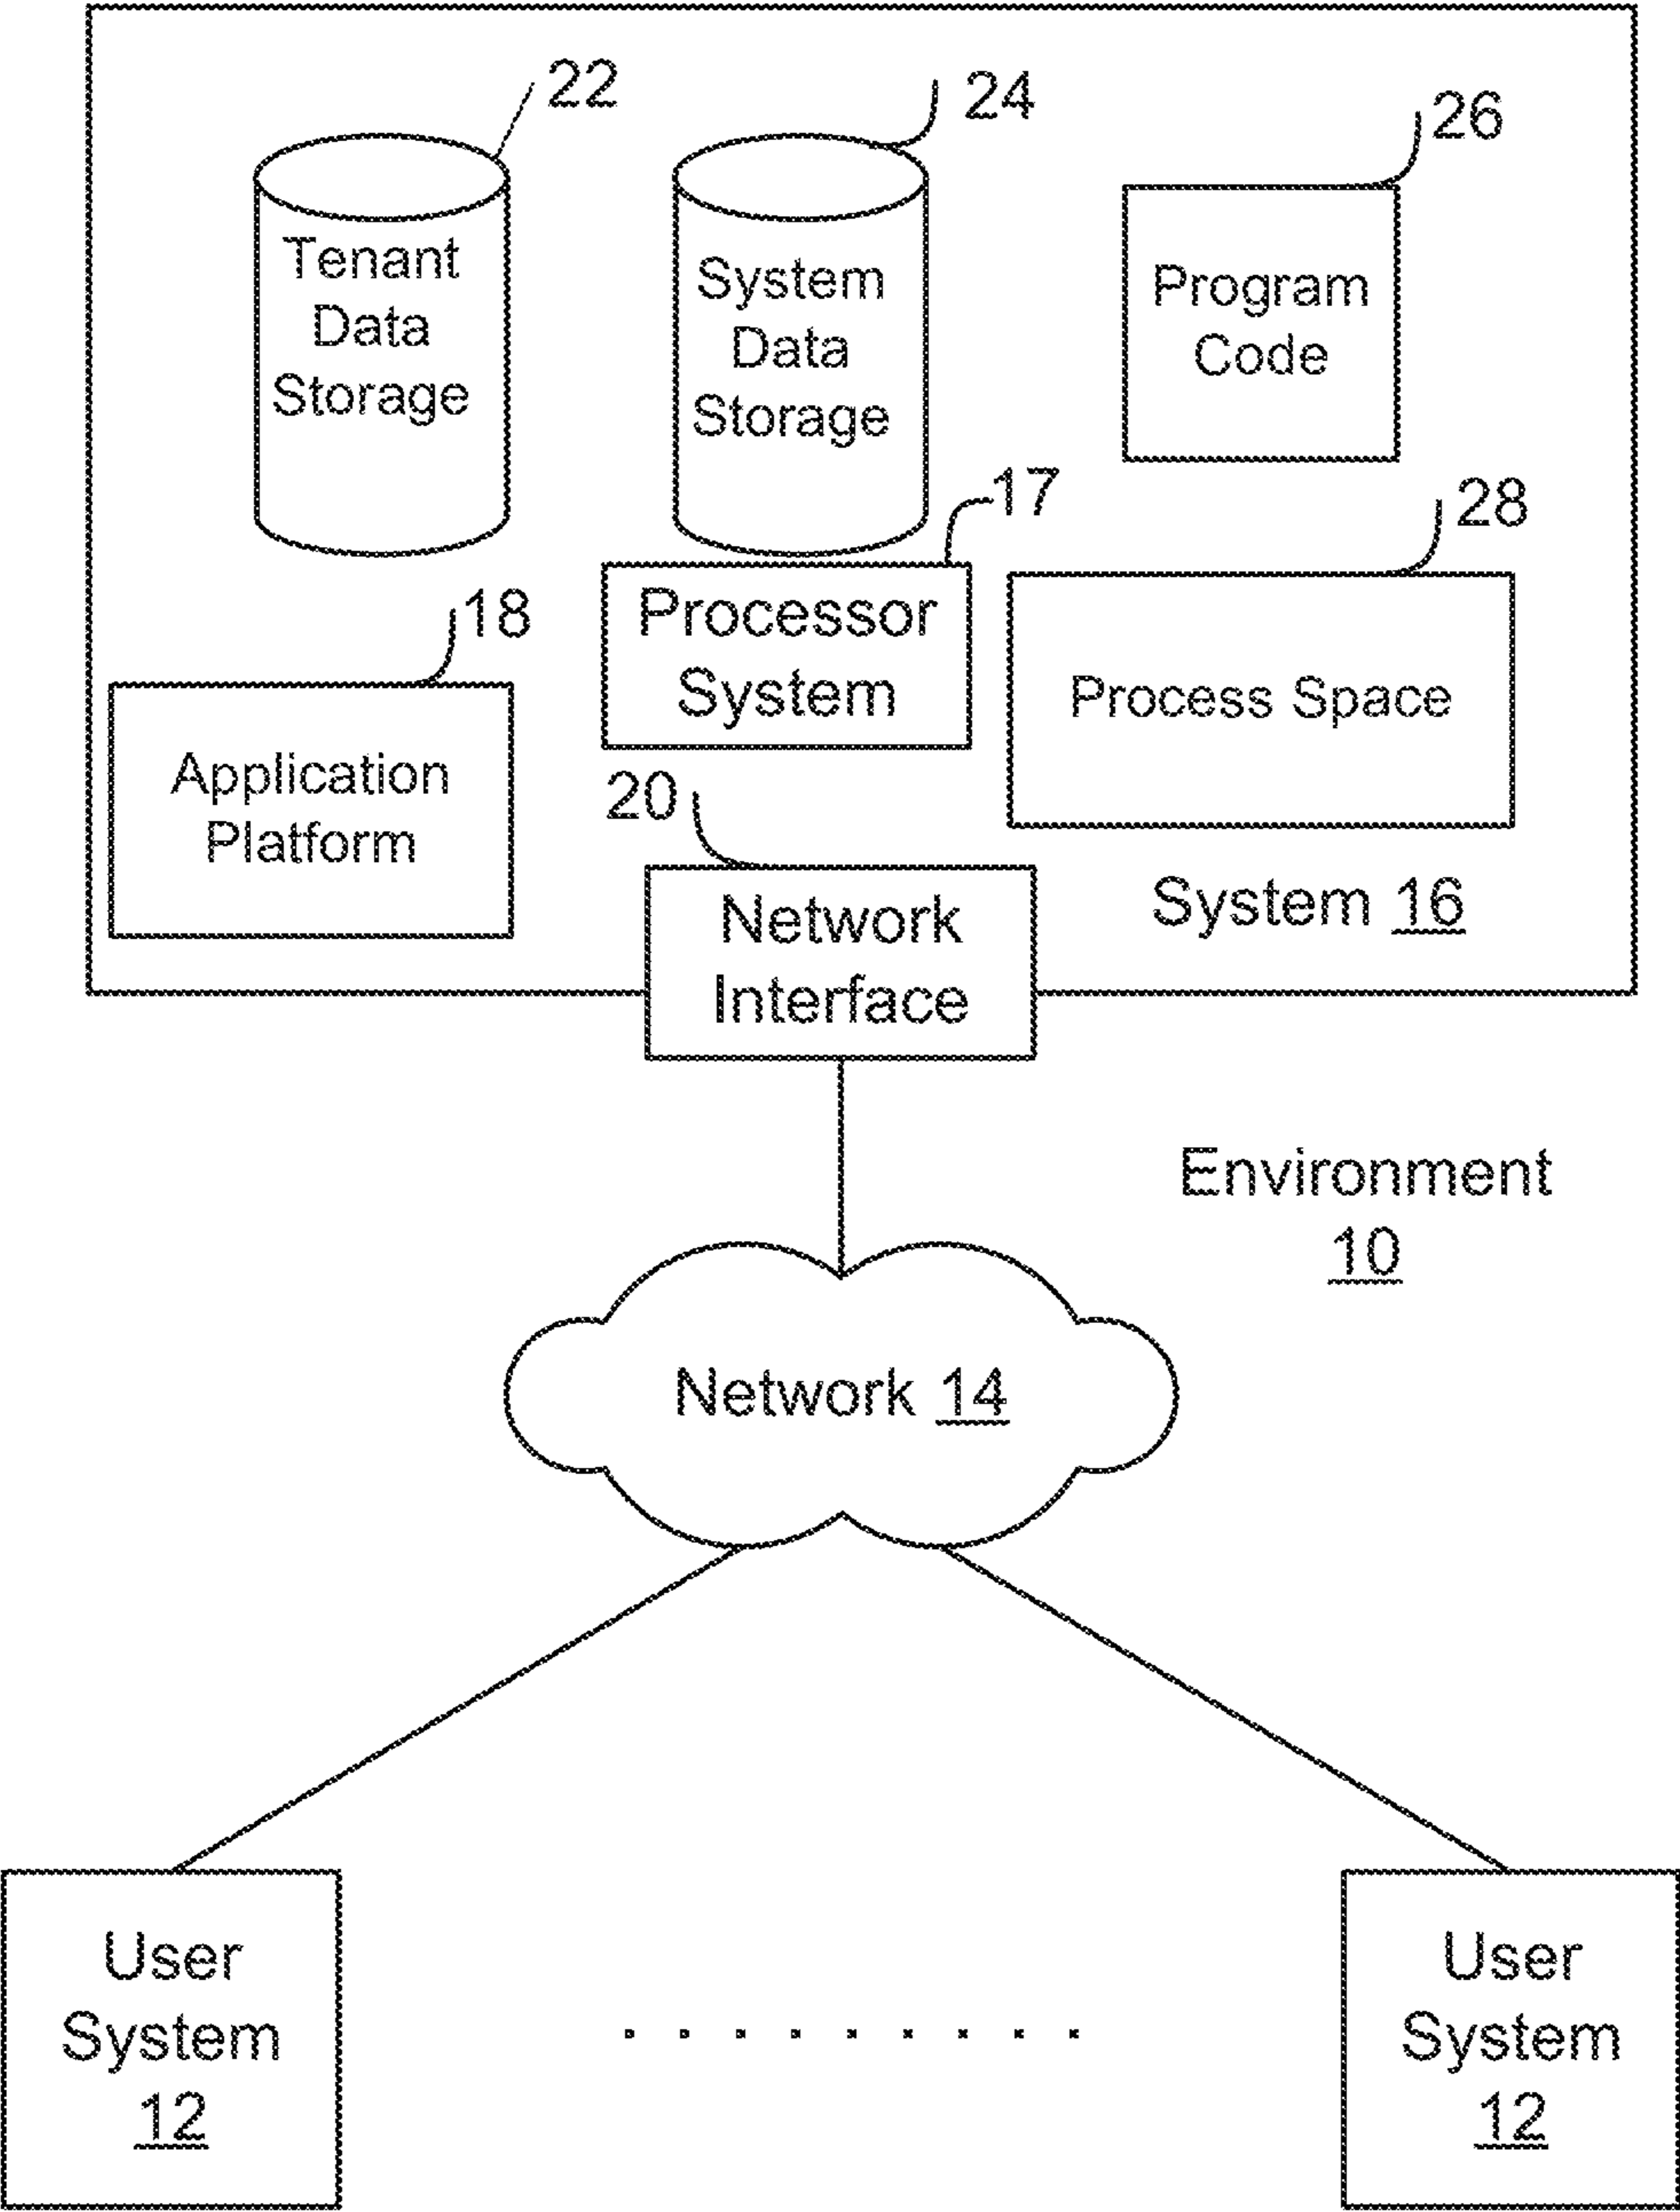 22
24
26
Tenant
Data
Storage
System
Data
Storage
Program
Code
17
28
18
Processor
System
Process Space
Application
Platform
20
Network
Interface
System 16
Environment
10
Network 14
User
System
12
. . . . . . . . .
User
System
12